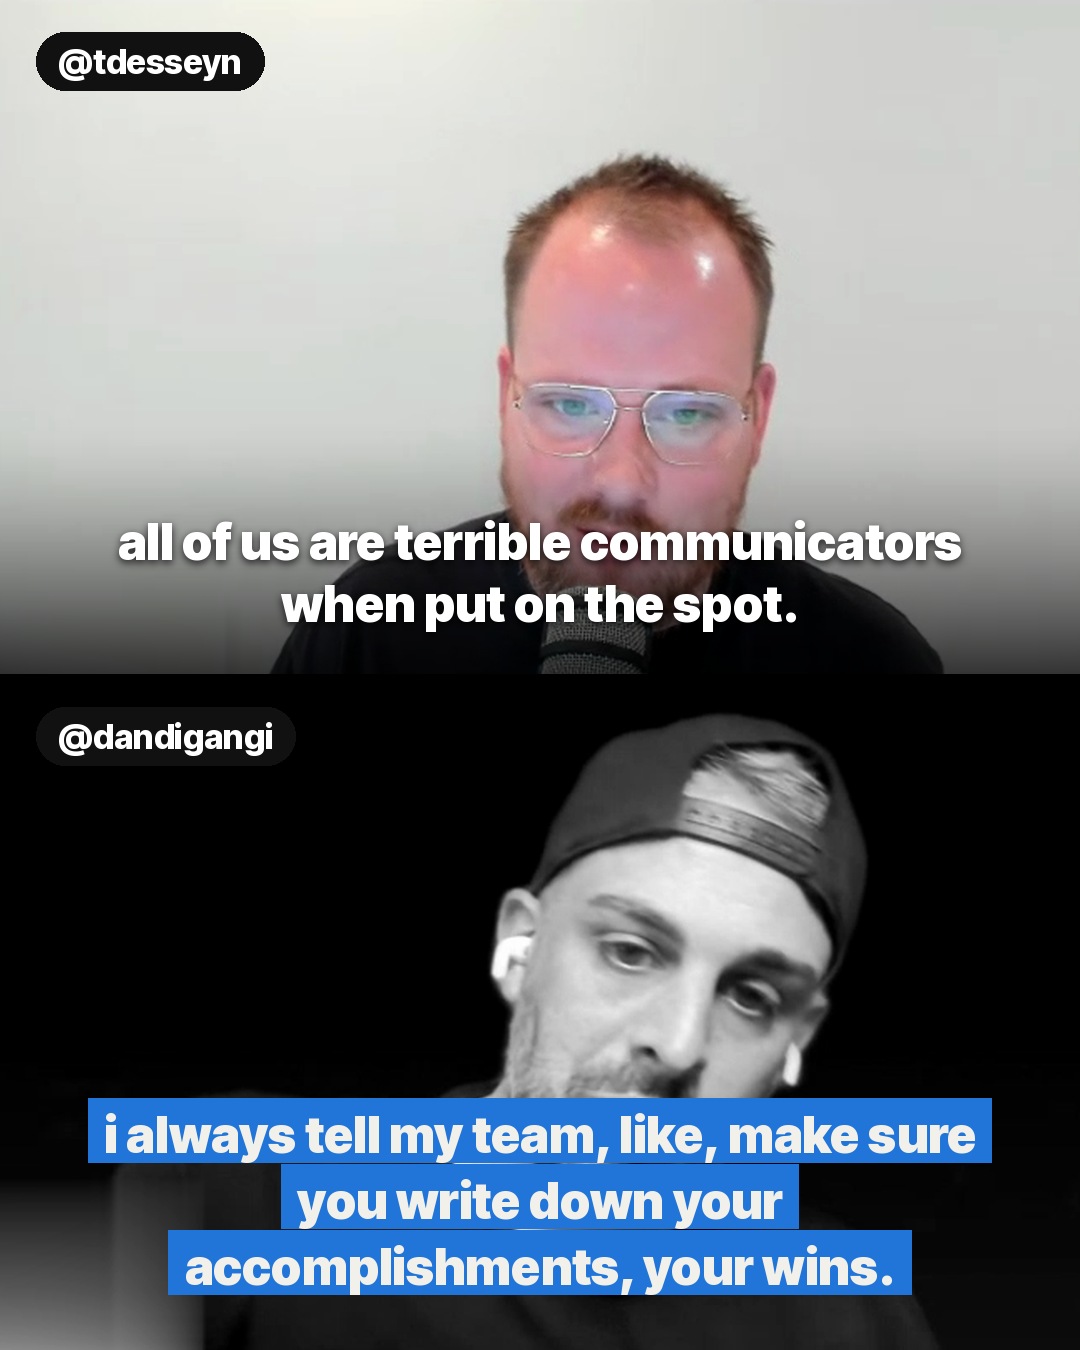 @tdesseyn
all of us are terrible communicators
when put on the spot.
@dandigangi
i always tell my team, like, make sure
you write down your
accomplishments, your wins.